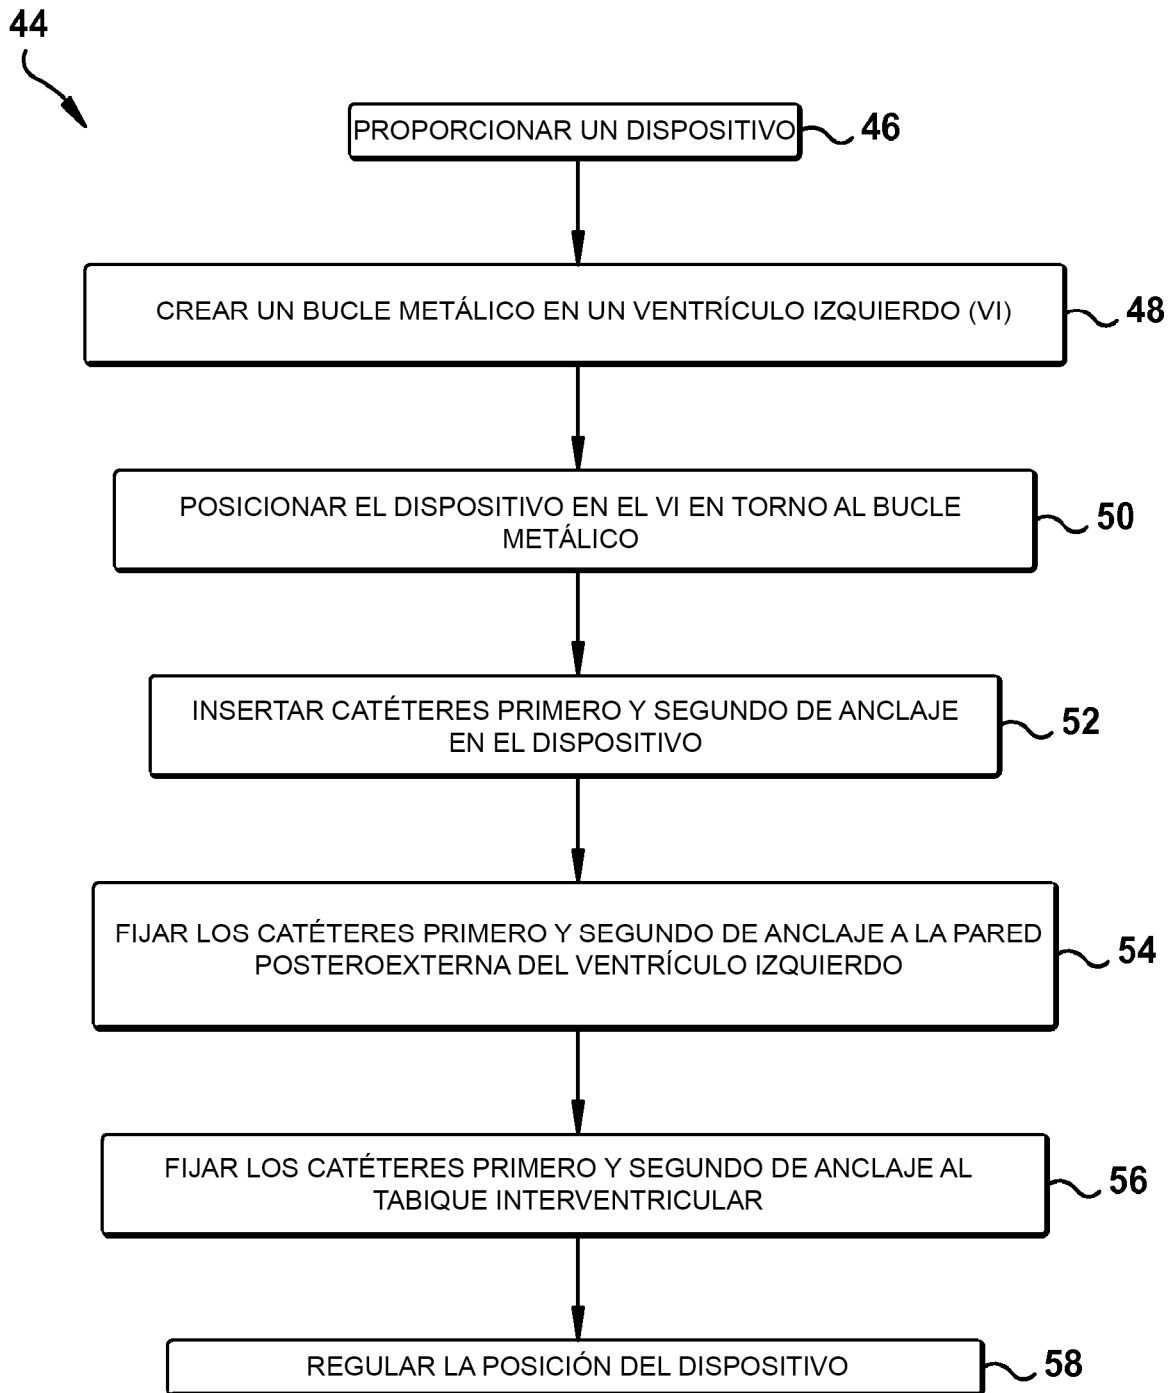 44
PROPORCIONAR UN DISPOSITIVO
46
CREAR UN BUCLE METÁLICO EN UN VENTRÍCULO IZQUIERDO (VI)
48
POSICIONAR EL DISPOSITIVO EN EL VI EN TORNO AL BUCLE
METÁLICO
50
INSERTAR CATÉTERES PRIMERO Y SEGUNDO DE ANCLAJE
EN EL DISPOSITIVO
52
FIJAR LOS CATÉTERES PRIMERO Y SEGUNDO DE ANCLAJE A LA PARED
POSTEROEXTERNA DEL VENTRÍCULO IZQUIERDO
54
FIJAR LOS CATÉTERES PRIMERO Y SEGUNDO DE ANCLAJE AL
TABIQUE INTERVENTRICULAR
56
REGULAR LA POSICIÓN DEL DISPOSITIVO
58